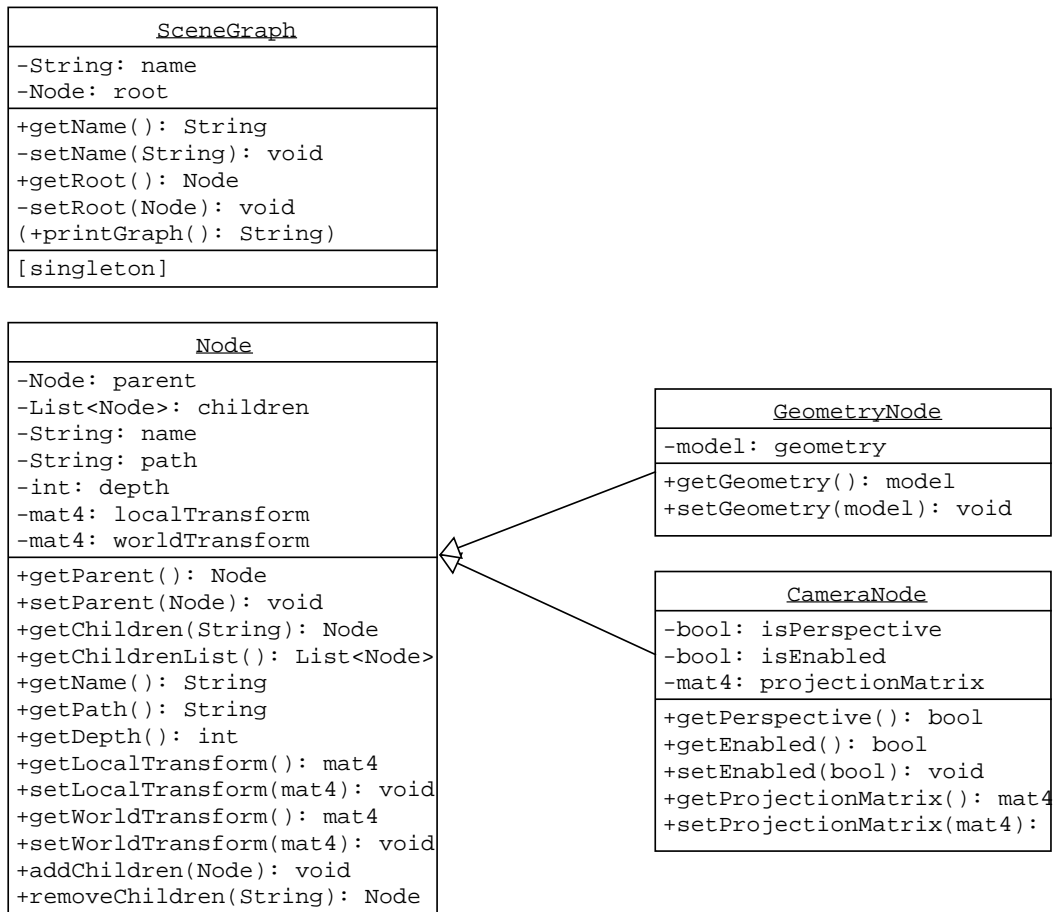 SceneGraph
-String: name
-Node: root
+getName(): String
-setName(String): void
+getRoot(): Node
-setRoot(Node): void
(+printGraph(): String)
[singleton]
Node
-Node: parent
-List<Node>: children
-String: name
-String: path
-int: depth
-mat4: localTransform
-mat4: worldTransform
+getParent(): Node
+setParent(Node): void
+getChildren(String): Node
+getChildrenList(): List<Node>
+getName(): String
+getPath(): String
+getDepth(): int
+getLocalTransform(): mat4
+setLocalTransform(mat4): void
+getWorldTransform(): mat4
+setWorldTransform(mat4): void
+addChildren(Node): void
+removeChildren(String): Node
GeometryNode
-model: geometry
+getGeometry(): model
+setGeometry(model): void
CameraNode
-bool: isPerspective
-bool: isEnabled
-mat4: projectionMatrix
+getPerspective(): bool
+getEnabled(): bool
+setEnabled(bool): void
+getProjectionMatrix(): mat4
+setProjectionMatrix(mat4):